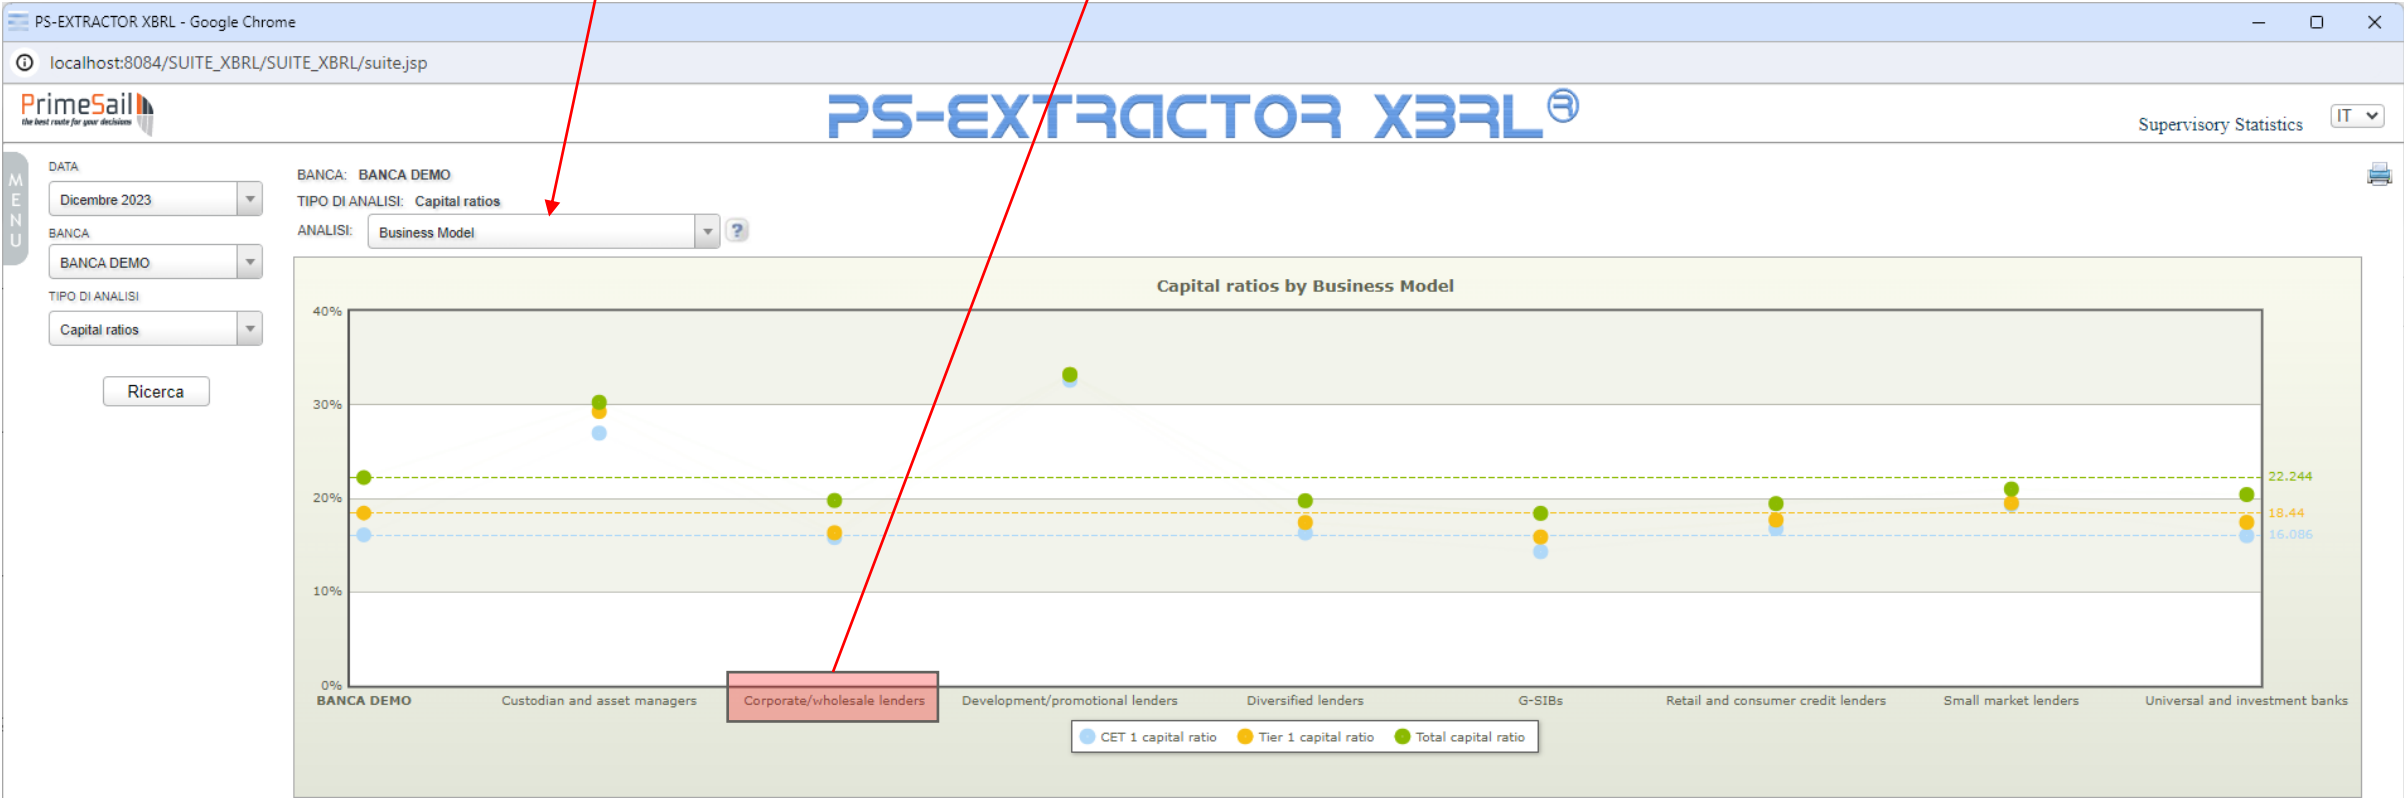 PS-EXTRACTOR XBRL - Google Chrome
localhost:8084/SUITE_XBRL/SUITE_XBRL/suite.jsp
PrimeSail
the best route for your decisions
PS-EXTRACTOR XBRL®
Supervisory Statistics
IT
MENU
DATA
Dicembre 2023
BANCA
BANCA DEMO
TIPO DI ANALISI
Capital ratios
Ricerca
BANCA: BANCA DEMO
TIPO DI ANALISI: Capital ratios
ANALISI: Business Model ?
Capital ratios by Business Model
40%
30%
20%
10%
0%
22.244
18.44
16.086
BANCA DEMO
Custodian and asset managers
Corporate/wholesale lenders
Development/promotional lenders
Diversified lenders
G-SIBs
Retail and consumer credit lenders
Small market lenders
Universal and investment banks
CET 1 capital ratio
Tier 1 capital ratio
Total capital ratio